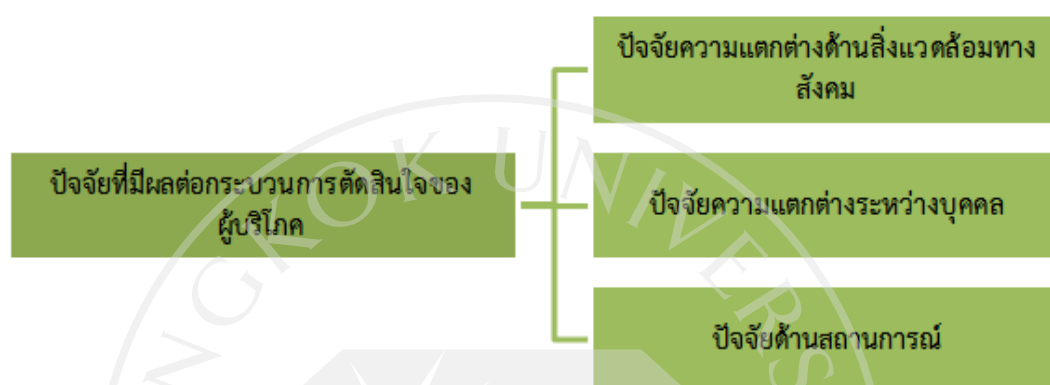 ปัจจัยความแตกต่างด้านสิ่งแวดล้อมทาง
สังคม
ปัจจัยที่มีผลต่อกระบวนการตัดสินใจของ
ผู้บริโภค
ปัจจัยความแตกต่างระหว่างบุคคล
ปัจจัยด้านสถานการณ์
NGKOK UNIVERS